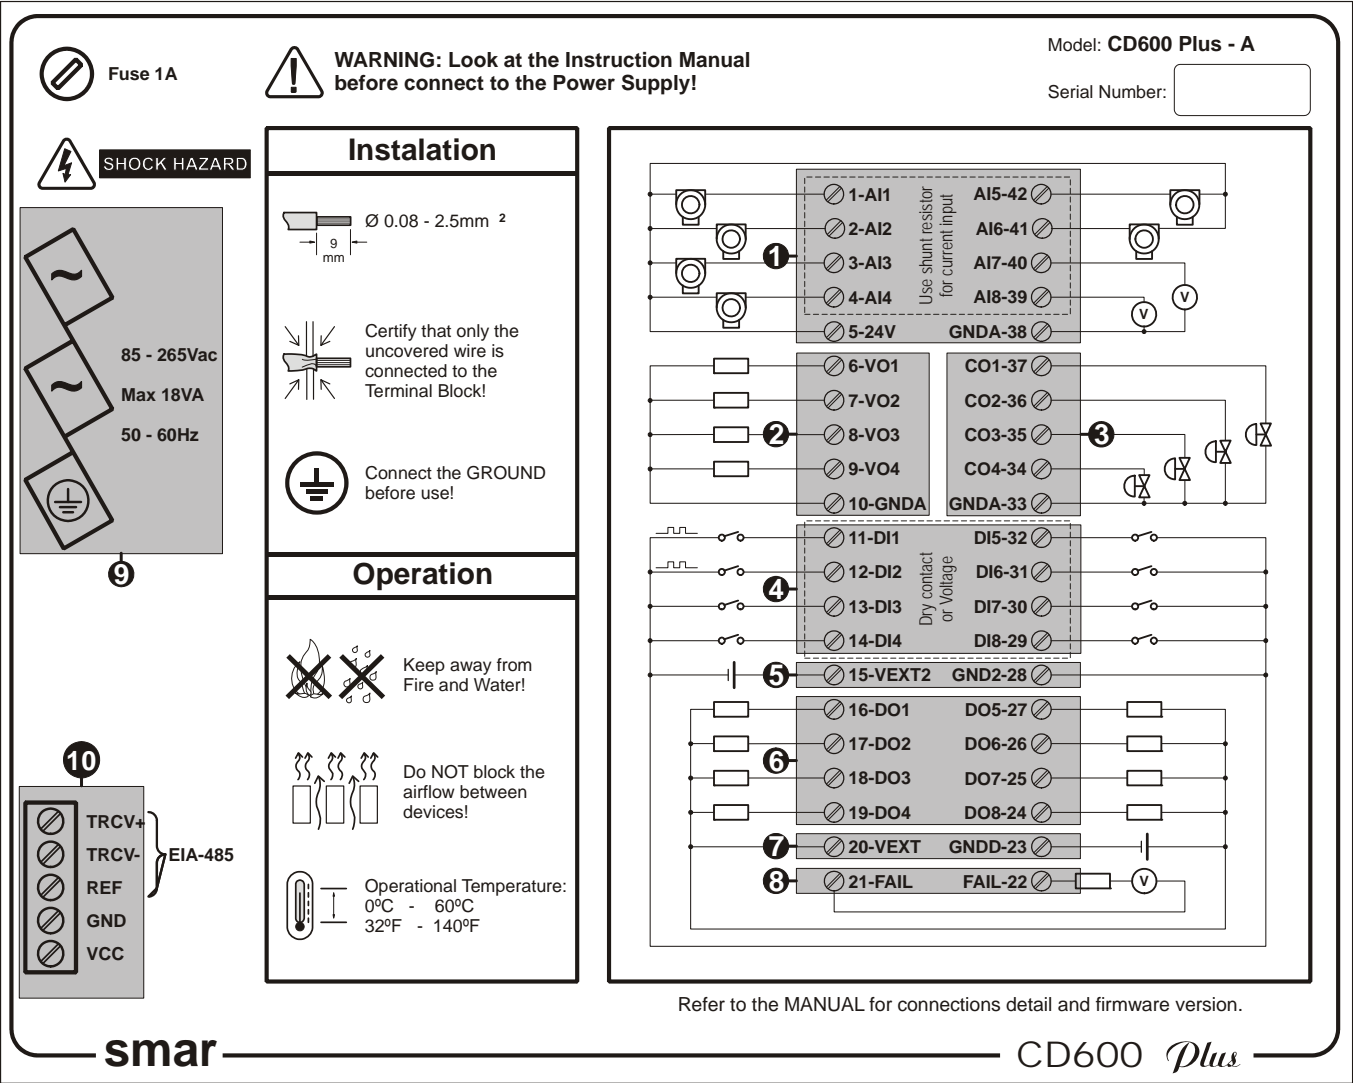 Fuse 1A
WARNING: Look at the Instruction Manual
before connect to the Power Supply!
Model: CD600 Plus - A
Serial Number:
SHOCK HAZARD
~
~
85 - 265Vac
Max 18VA
50 - 60Hz
9
10
TRCV+
TRCV-
REF
GND
VCC
EIA-485
Instalation
Ø 0.08 - 2.5mm ²
9
mm
Certify that only the
uncovered wire is
connected to the
Terminal Block!
Connect the GROUND
before use!
Operation
Keep away from
Fire and Water!
Do NOT block the
airflow between
devices!
Operational Temperature:
0ºC - 60ºC
32ºF - 140ºF
1
1-AI1 AI5-42
2-AI2 AI6-41
3-AI3 AI7-40
4-AI4 AI8-39
5-24V GNDA-38
Use shunt resistor
for current input
V
V
2
6-VO1 CO1-37
7-VO2 CO2-36
8-VO3 CO3-35
9-VO4 CO4-34
10-GNDA GNDA-33
3
4
11-DI1 DI5-32
12-DI2 DI6-31
13-DI3 DI7-30
14-DI4 DI8-29
Dry contact
or Voltage
5
15-VEXT2 GND2-28
6
16-DO1 DO5-27
17-DO2 DO6-26
18-DO3 DO7-25
19-DO4 DO8-24
7
20-VEXT GNDD-23
8
21-FAIL FAIL-22
V
Refer to the MANUAL for connections detail and firmware version.
smar
CD600 Plus